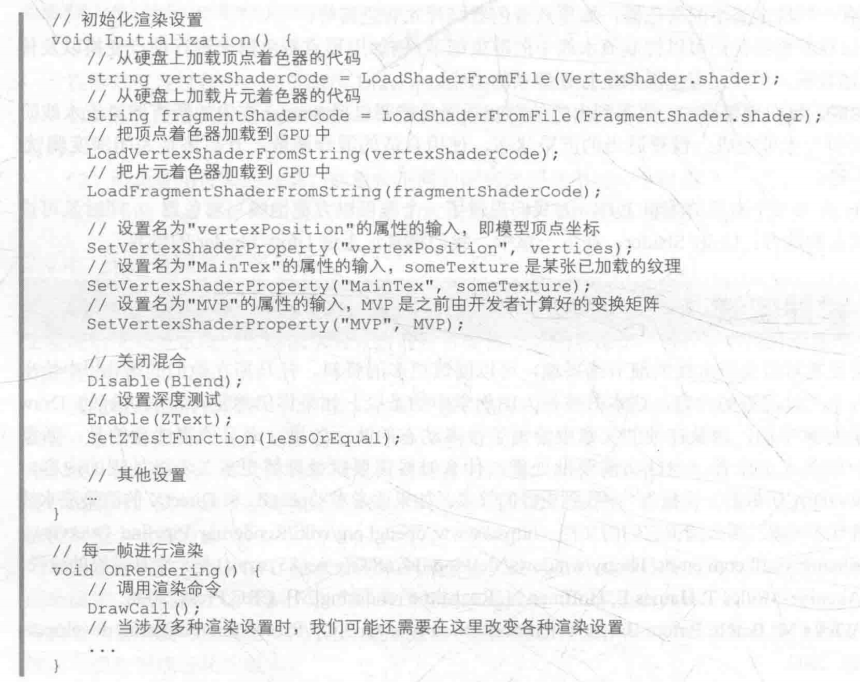 // 初始化渲染设置
void Initialization() {
// 从硬盘上加载顶点着色器的代码
string vertexShaderCode = LoadShaderFromFile(VertexShader.shader);
// 从硬盘上加载片元着色器的代码
string fragmentShaderCode = LoadShaderFromFile(FragmentShader.shader);
// 把顶点着色器加载到 GPU 中
LoadVertexShaderFromString(vertexShaderCode);
// 把片元着色器加载到 GPU 中
LoadFragmentShaderFromString(fragmentShaderCode);
// 设置名为"vertexPosition"的属性的输入，即模型顶点坐标
SetVertexShaderProperty("vertexPosition",vertices);
// 设置名为"MainTex"的属性的输入，someTexture 是某张已加载的纹理
SetVertexShaderProperty("MainTex", someTexture);
// 设置名为"MVP"的属性的输入，MVP 是之前由开发者计算好的变换矩阵
SetVertexShaderProperty("MVP", MVP);
// 关闭混合
Disable(Blend);
// 设置深度测试
Enable(ZTest);
SetZTestFunction(LessOrEqual);
// 其他设置
...
}
// 每一帧进行渲染
void OnRendering() {
// 调用渲染命令
DrawCall();
// 当涉及多种渲染设置时，我们可能还需要在这里改变各种渲染设置
...
}